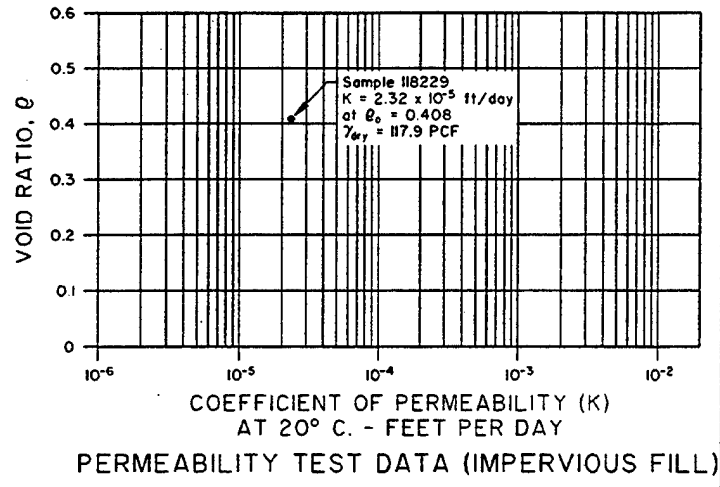 0.6
0.5
0.4
0.3
0.2
0.1
0
VOID RATIO, e
Sample 118229
K = 2.32 x 10⁻⁵ ft/day
at e₀ = 0.408
γdry = 117.9 PCF
10⁻⁶ 10⁻⁵ 10⁻⁴ 10⁻³ 10⁻²
COEFFICIENT OF PERMEABILITY (K)
AT 20° C. - FEET PER DAY
PERMEABILITY TEST DATA (IMPERVIOUS FILL)